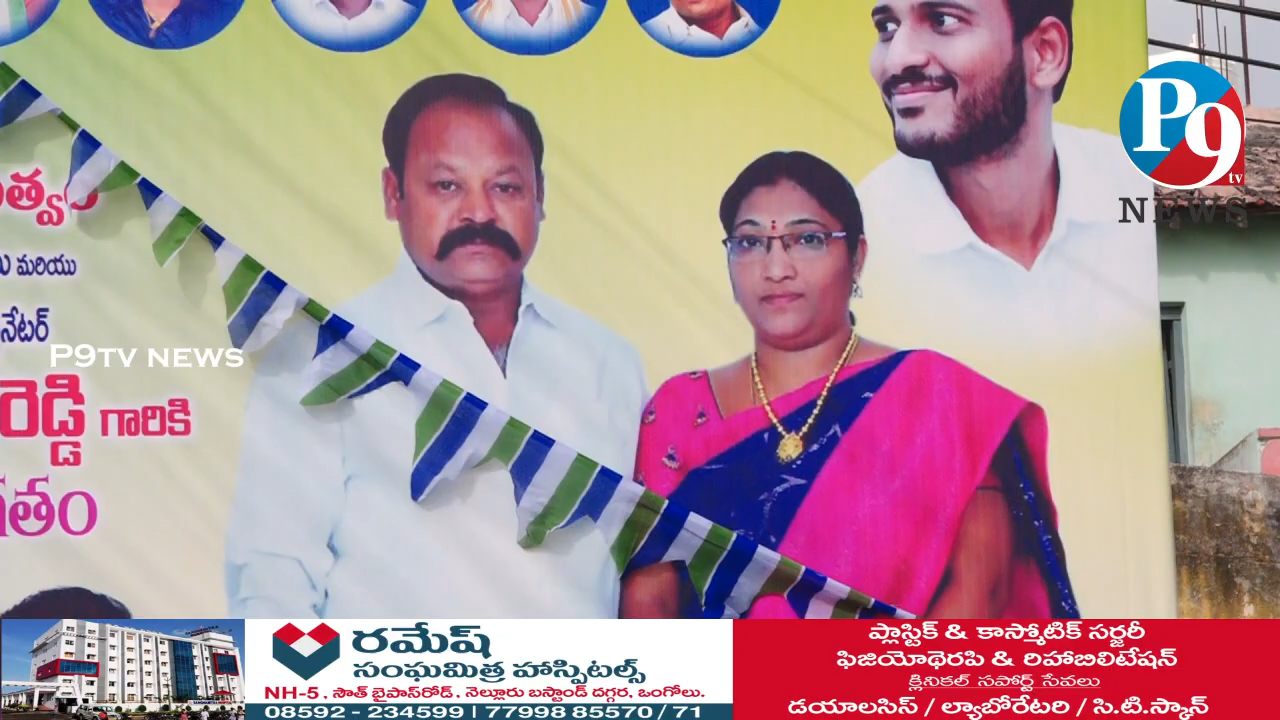 P9
tv
NEWS
ు మరియు
నేటర్
P9TV NEWS
రెడ్డి గారికి
రమేష్
సంఘమిత్ర హాస్పిటల్స్
NH-5, సౌత్ బైపాస్‌రోడ్, నెల్లూరు బస్టాండ్ దగ్గర, ఒంగోలు.
08592 - 234599 | 77998 85570 / 71
ప్లాస్టిక్ & కాస్మోటిక్ సర్జరీ
ఫిజియోథెరపి & రిహాబిలిటేషన్
క్లినికల్ సపోర్ట్ సేవలు
డయాలసిస్ / ల్యాబోరేటరి / సి.టి.స్కాన్